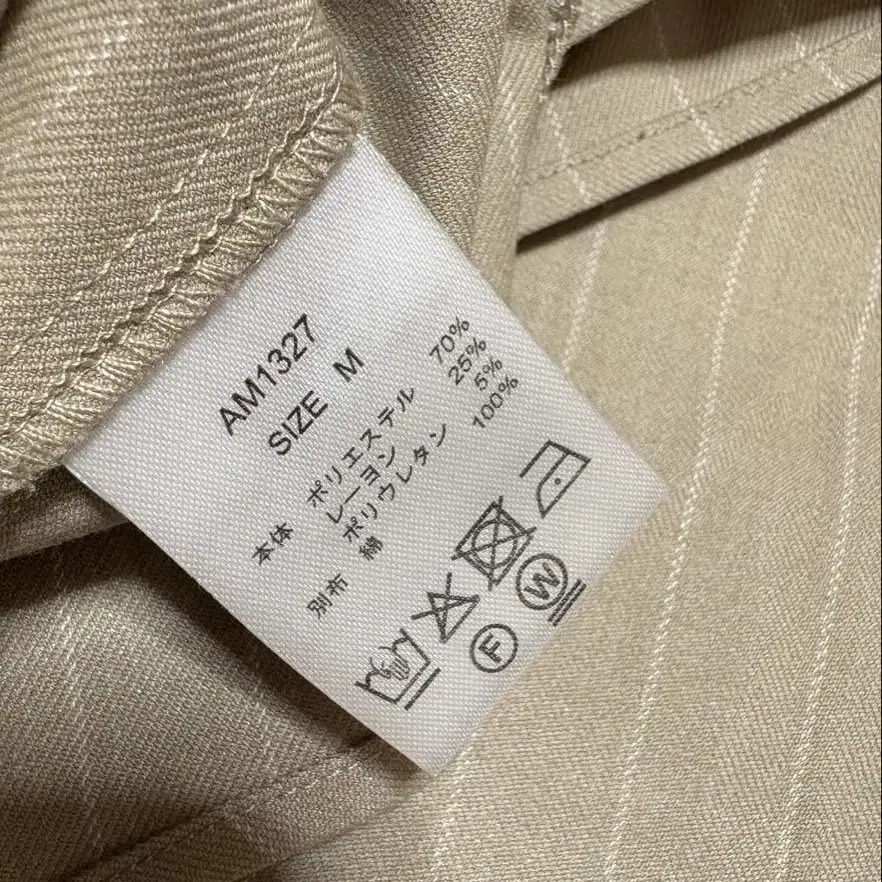 AM1327
SIZE M
本体 ポリエステル 70%
レーヨン 25%
ポリウレタン 5%
別布 綿 100%
F W